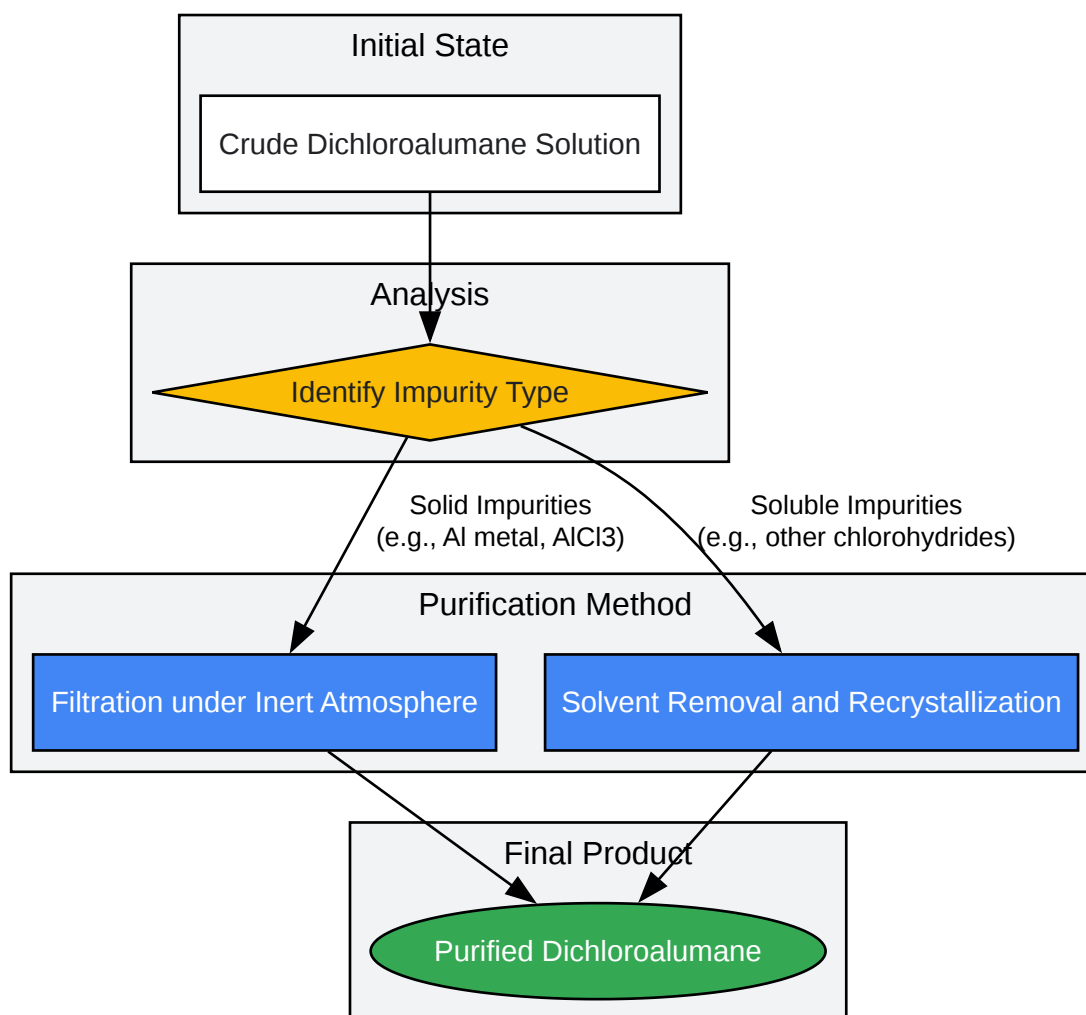 Initial State
Crude Dichloroalumane Solution
Analysis
Identify Impurity Type
Solid Impurities
(e.g., Al metal, AlCl3)
Soluble Impurities
(e.g., other chlorohydrides)
Purification Method
Filtration under Inert Atmosphere
Solvent Removal and Recrystallization
Final Product
Purified Dichloroalumane